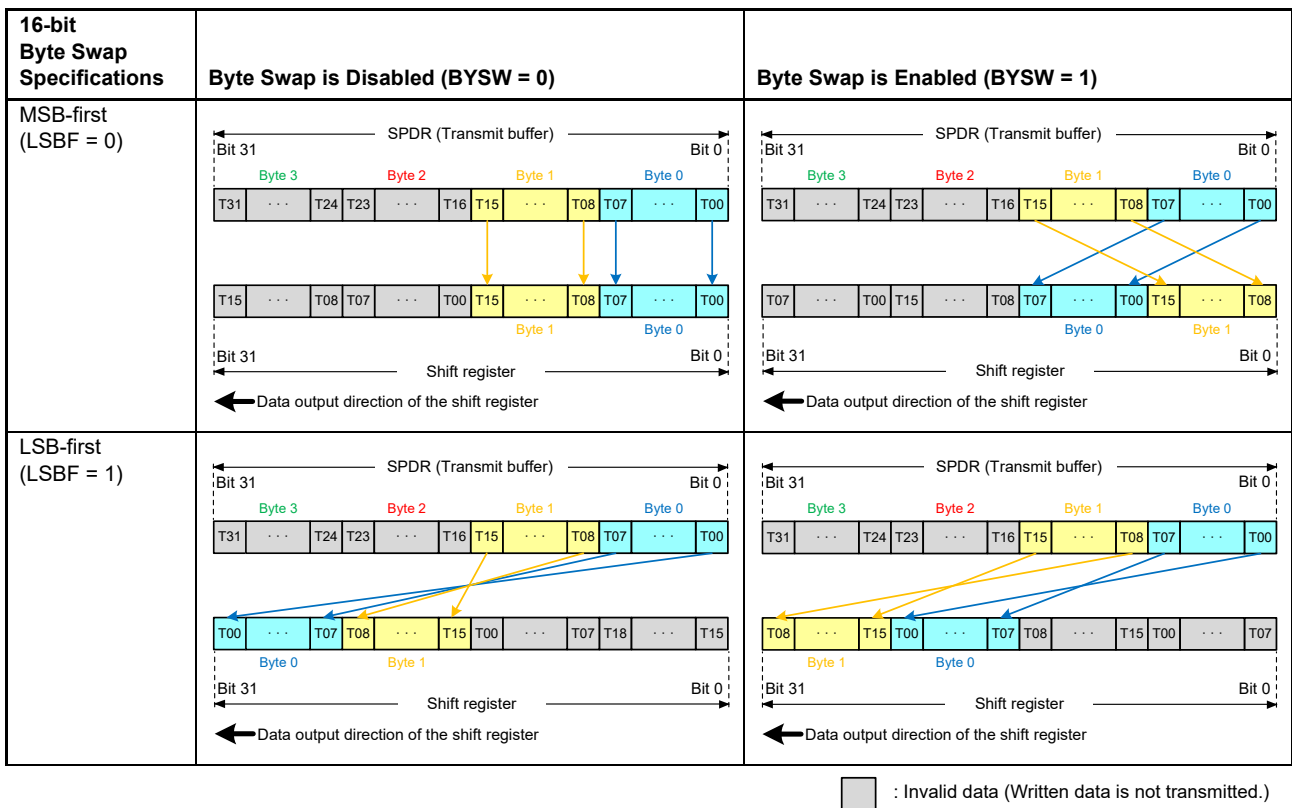 16-bit
Byte Swap
Specifications
Byte Swap is Disabled (BYSW = 0)
Byte Swap is Enabled (BYSW = 1)
MSB-first
(LSBF = 0)
SPDR (Transmit buffer)
Bit 31 Bit 0
Byte 3 Byte 2 Byte 1 Byte 0
T31 · · · T24 T23 · · · T16 T15 · · · T08 T07 · · · T00
T15 · · · T08 T07 · · · T00 T15 · · · T08 T07 · · · T00
Byte 1 Byte 0
Bit 31 Bit 0
Shift register
Data output direction of the shift register
SPDR (Transmit buffer)
Bit 31 Bit 0
Byte 3 Byte 2 Byte 1 Byte 0
T31 · · · T24 T23 · · · T16 T15 · · · T08 T07 · · · T00
T07 · · · T00 T15 · · · T08 T07 · · · T00 T15 · · · T08
Byte 0 Byte 1
Bit 31 Bit 0
Shift register
Data output direction of the shift register
LSB-first
(LSBF = 1)
SPDR (Transmit buffer)
Bit 31 Bit 0
Byte 3 Byte 2 Byte 1 Byte 0
T31 · · · T24 T23 · · · T16 T15 · · · T08 T07 · · · T00
T00 · · · T07 T08 · · · T15 T00 · · · T07 T18 · · · T15
Byte 0 Byte 1
Bit 31 Bit 0
Shift register
Data output direction of the shift register
SPDR (Transmit buffer)
Bit 31 Bit 0
Byte 3 Byte 2 Byte 1 Byte 0
T31 · · · T24 T23 · · · T16 T15 · · · T08 T07 · · · T00
T08 · · · T15 T00 · · · T07 T08 · · · T15 T00 · · · T07
Byte 1 Byte 0
Bit 31 Bit 0
Shift register
Data output direction of the shift register
: Invalid data (Written data is not transmitted.)